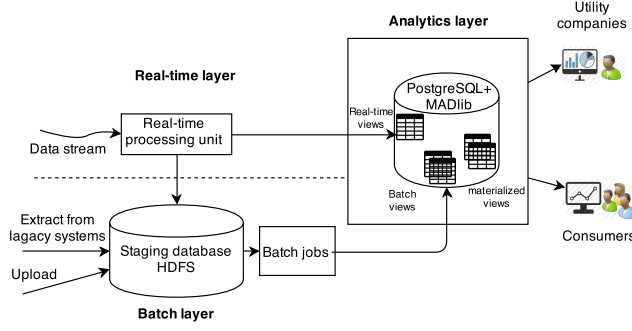 Utility
companies
Analytics layer
Real-time layer
PostgreSQL+
MADlib
Real-time
views
Real-time
processing unit
Data stream
Batch
views
materialized
views
Extract from
lagacy systems
Staging database
HDFS
Batch jobs
Upload
Consumers
Batch layer